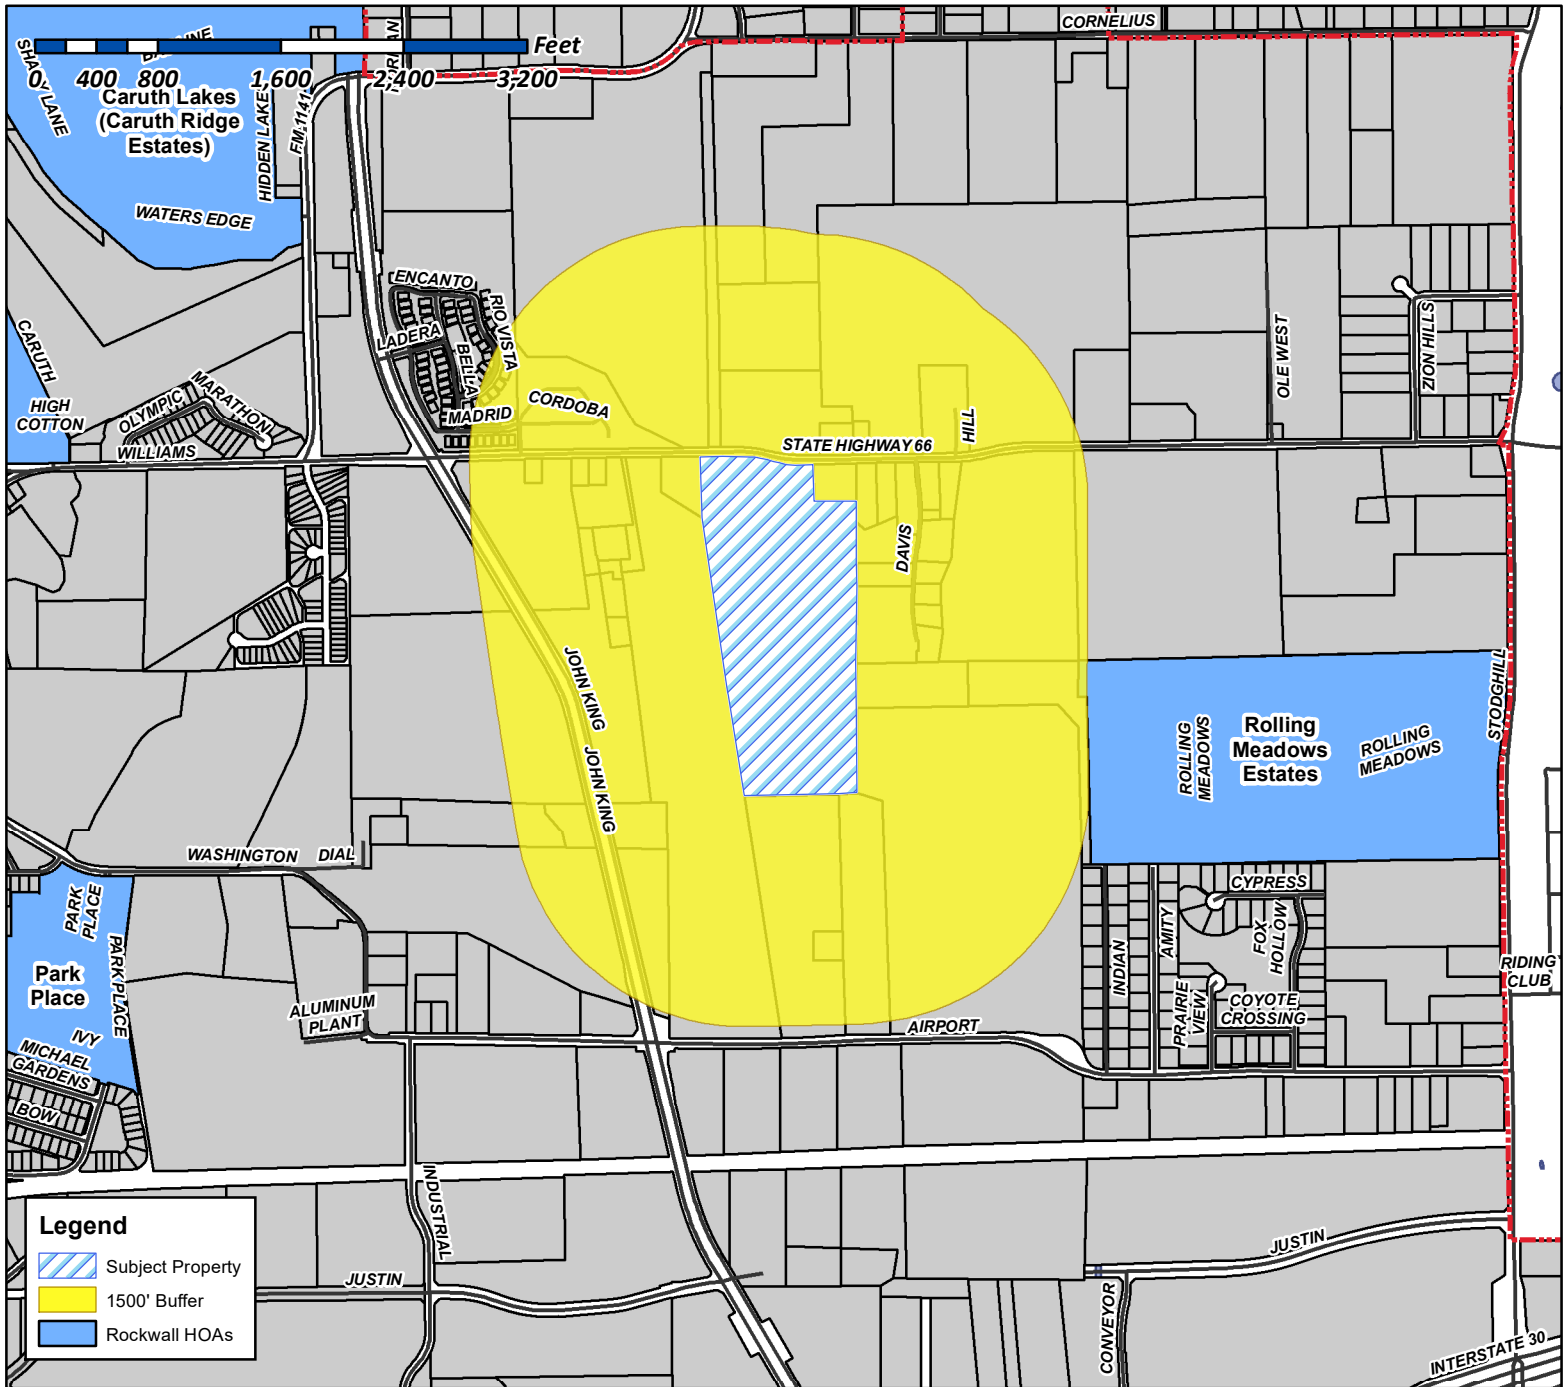 CORNELIUS
Feet
0 400 800 1,600 2,400 3,200
SHADY LANE
Caruth Lakes
(Caruth Ridge
Estates)
HIDDEN LAKE
FM 1141
WATERS EDGE
ENCANTO
RIO VISTA
LADERA
BELLA
MADRID
CORDOBA
CARUTH
HIGH
COTTON
OLYMPIC
MARATHON
WILLIAMS
STATE HIGHWAY 66
HILL
OLE WEST
ZION HILLS
DAVIS
JOHN KING
JOHN KING
STODGHILL
ROLLING
MEADOWS
Rolling
Meadows
Estates
ROLLING
MEADOWS
WASHINGTON
DIAL
PARK
PLACE
PARK PLACE
Park
Place
IVY
MICHAEL
GARDENS
BOW
ALUMINUM
PLANT
AIRPORT
INDIAN
AMITY
CYPRESS
FOX
HOLLOW
PRAIRIE
VIEW
COYOTE
CROSSING
RIDING
CLUB
INDUSTRIAL
JUSTIN
JUSTIN
CONVEYOR
INTERSTATE 30
Legend
Subject Property
1500' Buffer
Rockwall HOAs